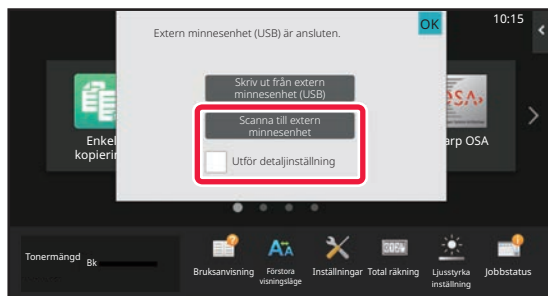 10:15
Extern minnesenhet (USB) är ansluten.
OK
Skriv ut från extern
minnesenhet (USB)
Scanna till extern
minnesenhet
Utför detaljinställning
Enkel
kopierin
OSA
arp OSA
Tonermängd
Bk
Bruksanvisning
Förstora
visningsläge
Inställningar
Total räkning
Ljusstyrka
inställning
Jobbstatus